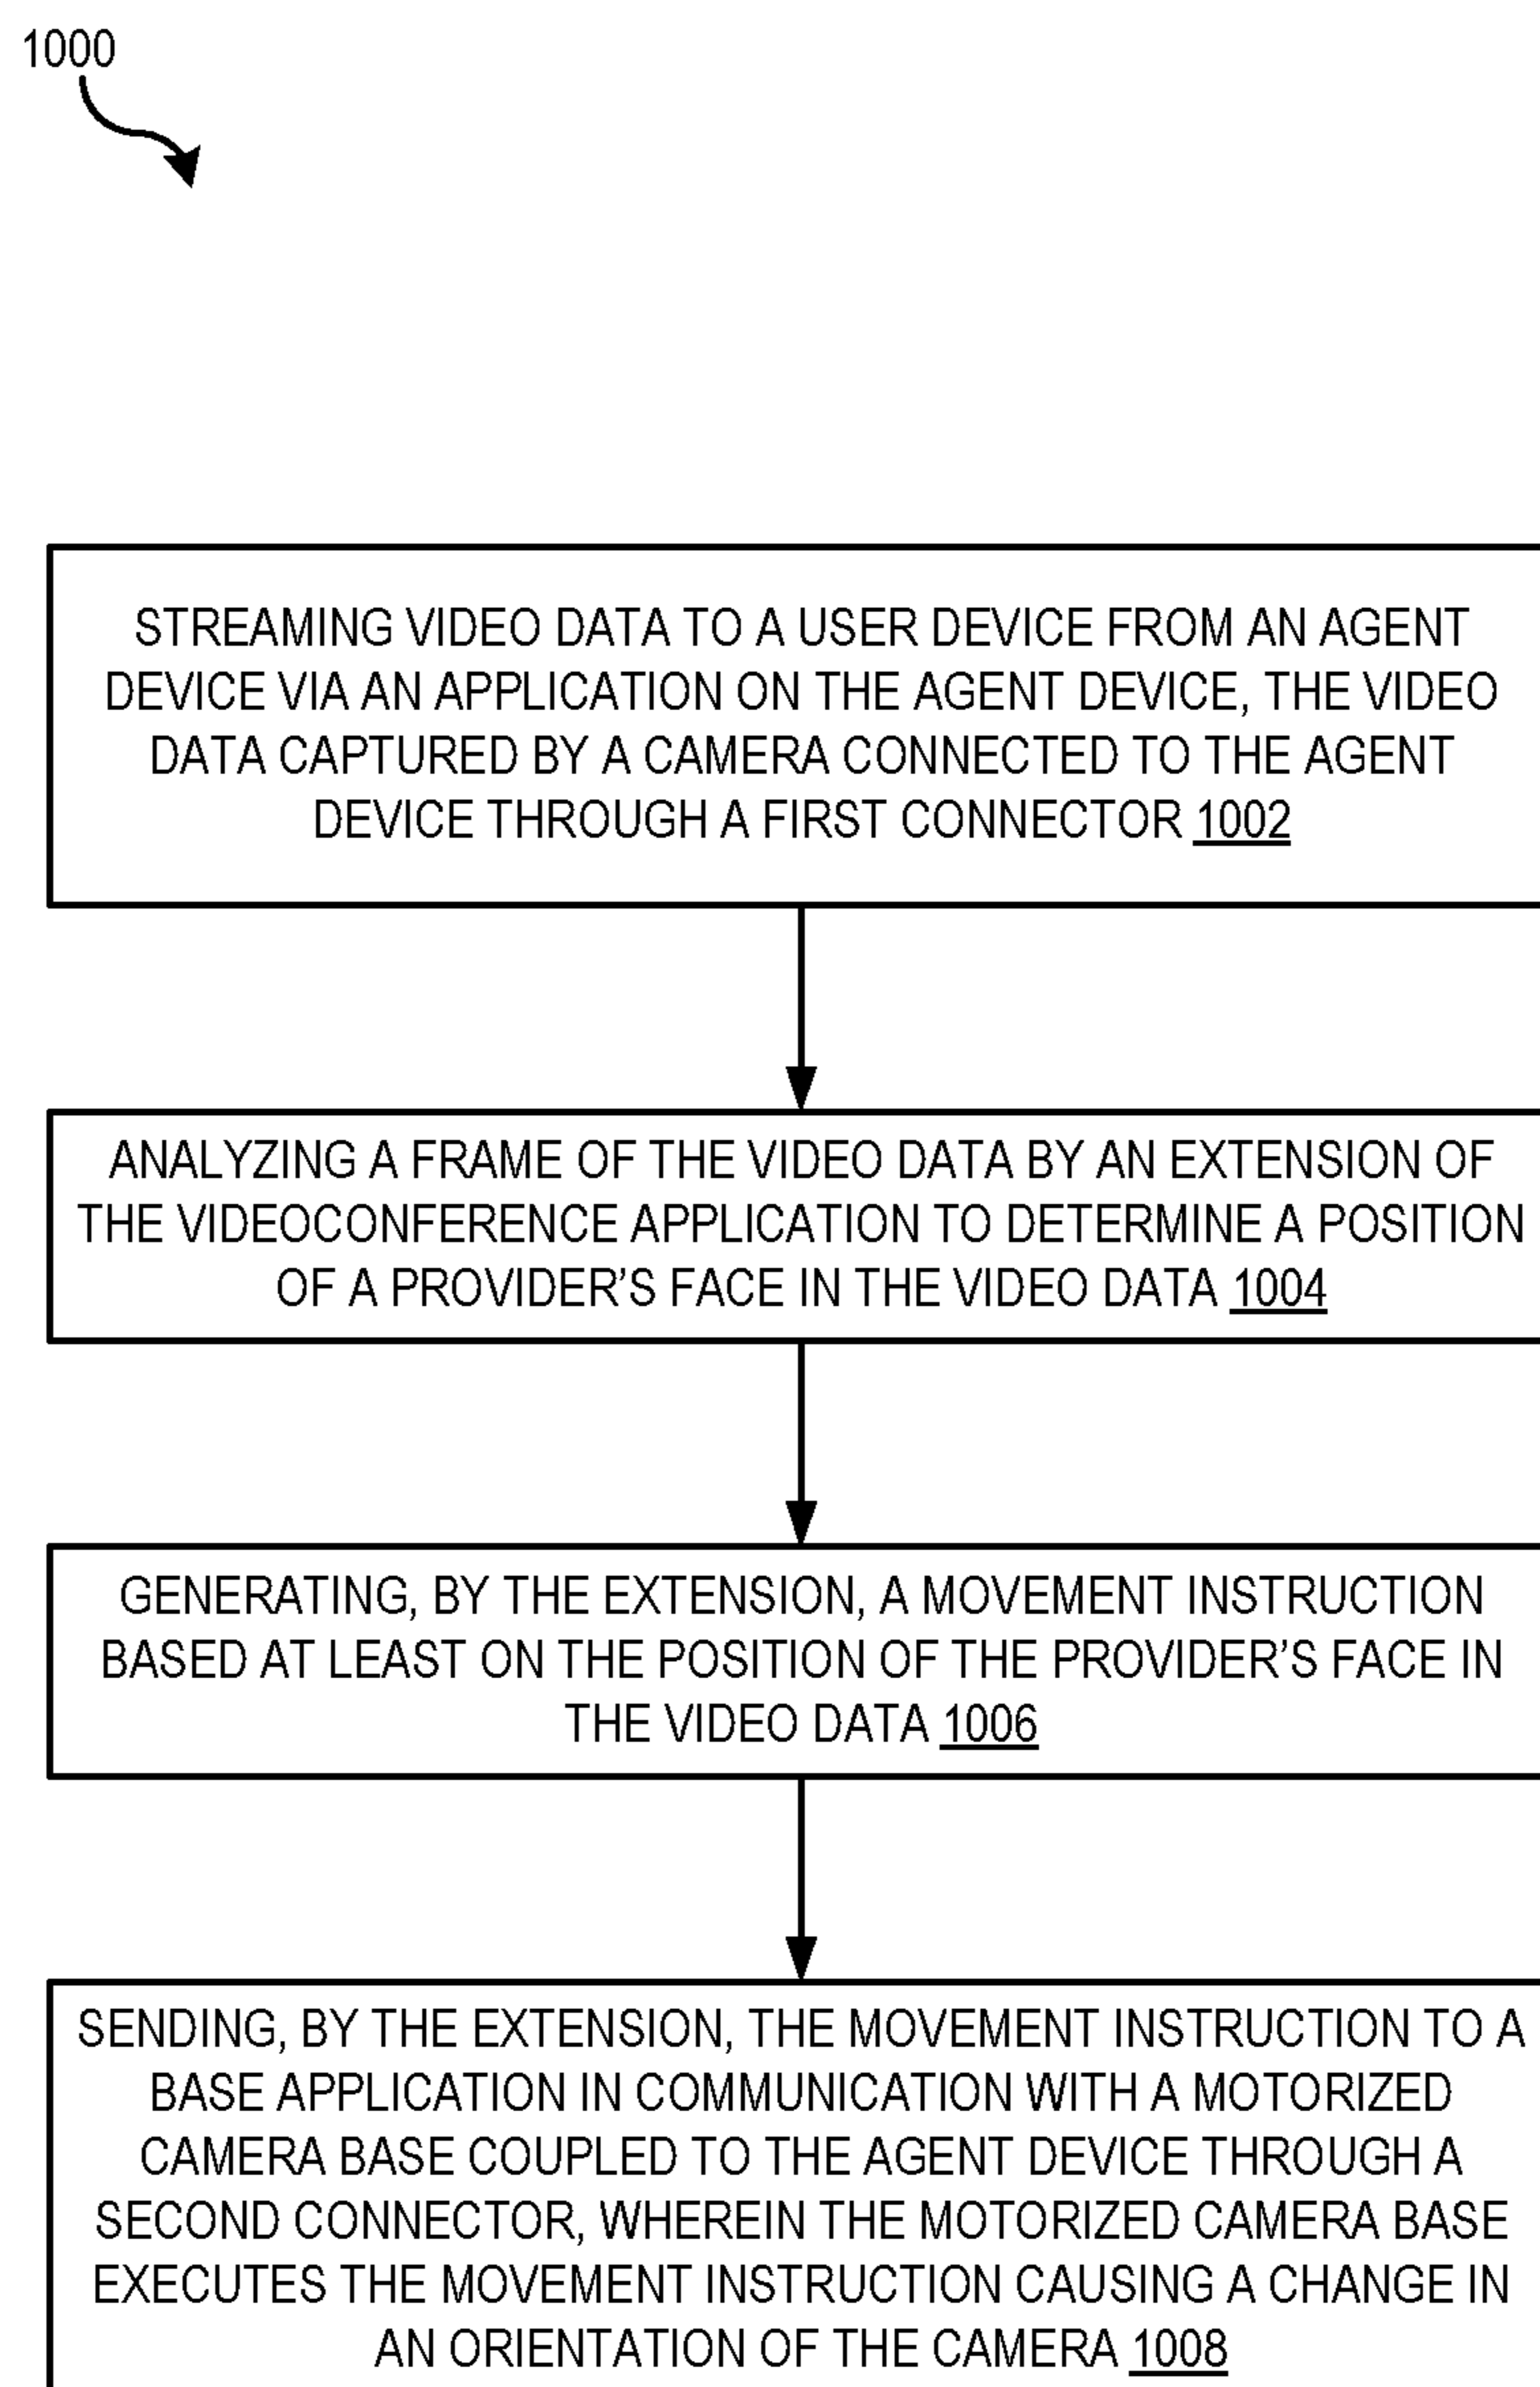 1000
STREAMING VIDEO DATA TO A USER DEVICE FROM AN AGENT
DEVICE VIA AN APPLICATION ON THE AGENT DEVICE, THE VIDEO
DATA CAPTURED BY A CAMERA CONNECTED TO THE AGENT
DEVICE THROUGH A FIRST CONNECTOR 1002
ANALYZING A FRAME OF THE VIDEO DATA BY AN EXTENSION OF
THE VIDEOCONFERENCE APPLICATION TO DETERMINE A POSITION
OF A PROVIDER’S FACE IN THE VIDEO DATA 1004
GENERATING, BY THE EXTENSION, A MOVEMENT INSTRUCTION
BASED AT LEAST ON THE POSITION OF THE PROVIDER’S FACE IN
THE VIDEO DATA 1006
SENDING, BY THE EXTENSION, THE MOVEMENT INSTRUCTION TO A
BASE APPLICATION IN COMMUNICATION WITH A MOTORIZED
CAMERA BASE COUPLED TO THE AGENT DEVICE THROUGH A
SECOND CONNECTOR, WHEREIN THE MOTORIZED CAMERA BASE
EXECUTES THE MOVEMENT INSTRUCTION CAUSING A CHANGE IN
AN ORIENTATION OF THE CAMERA 1008